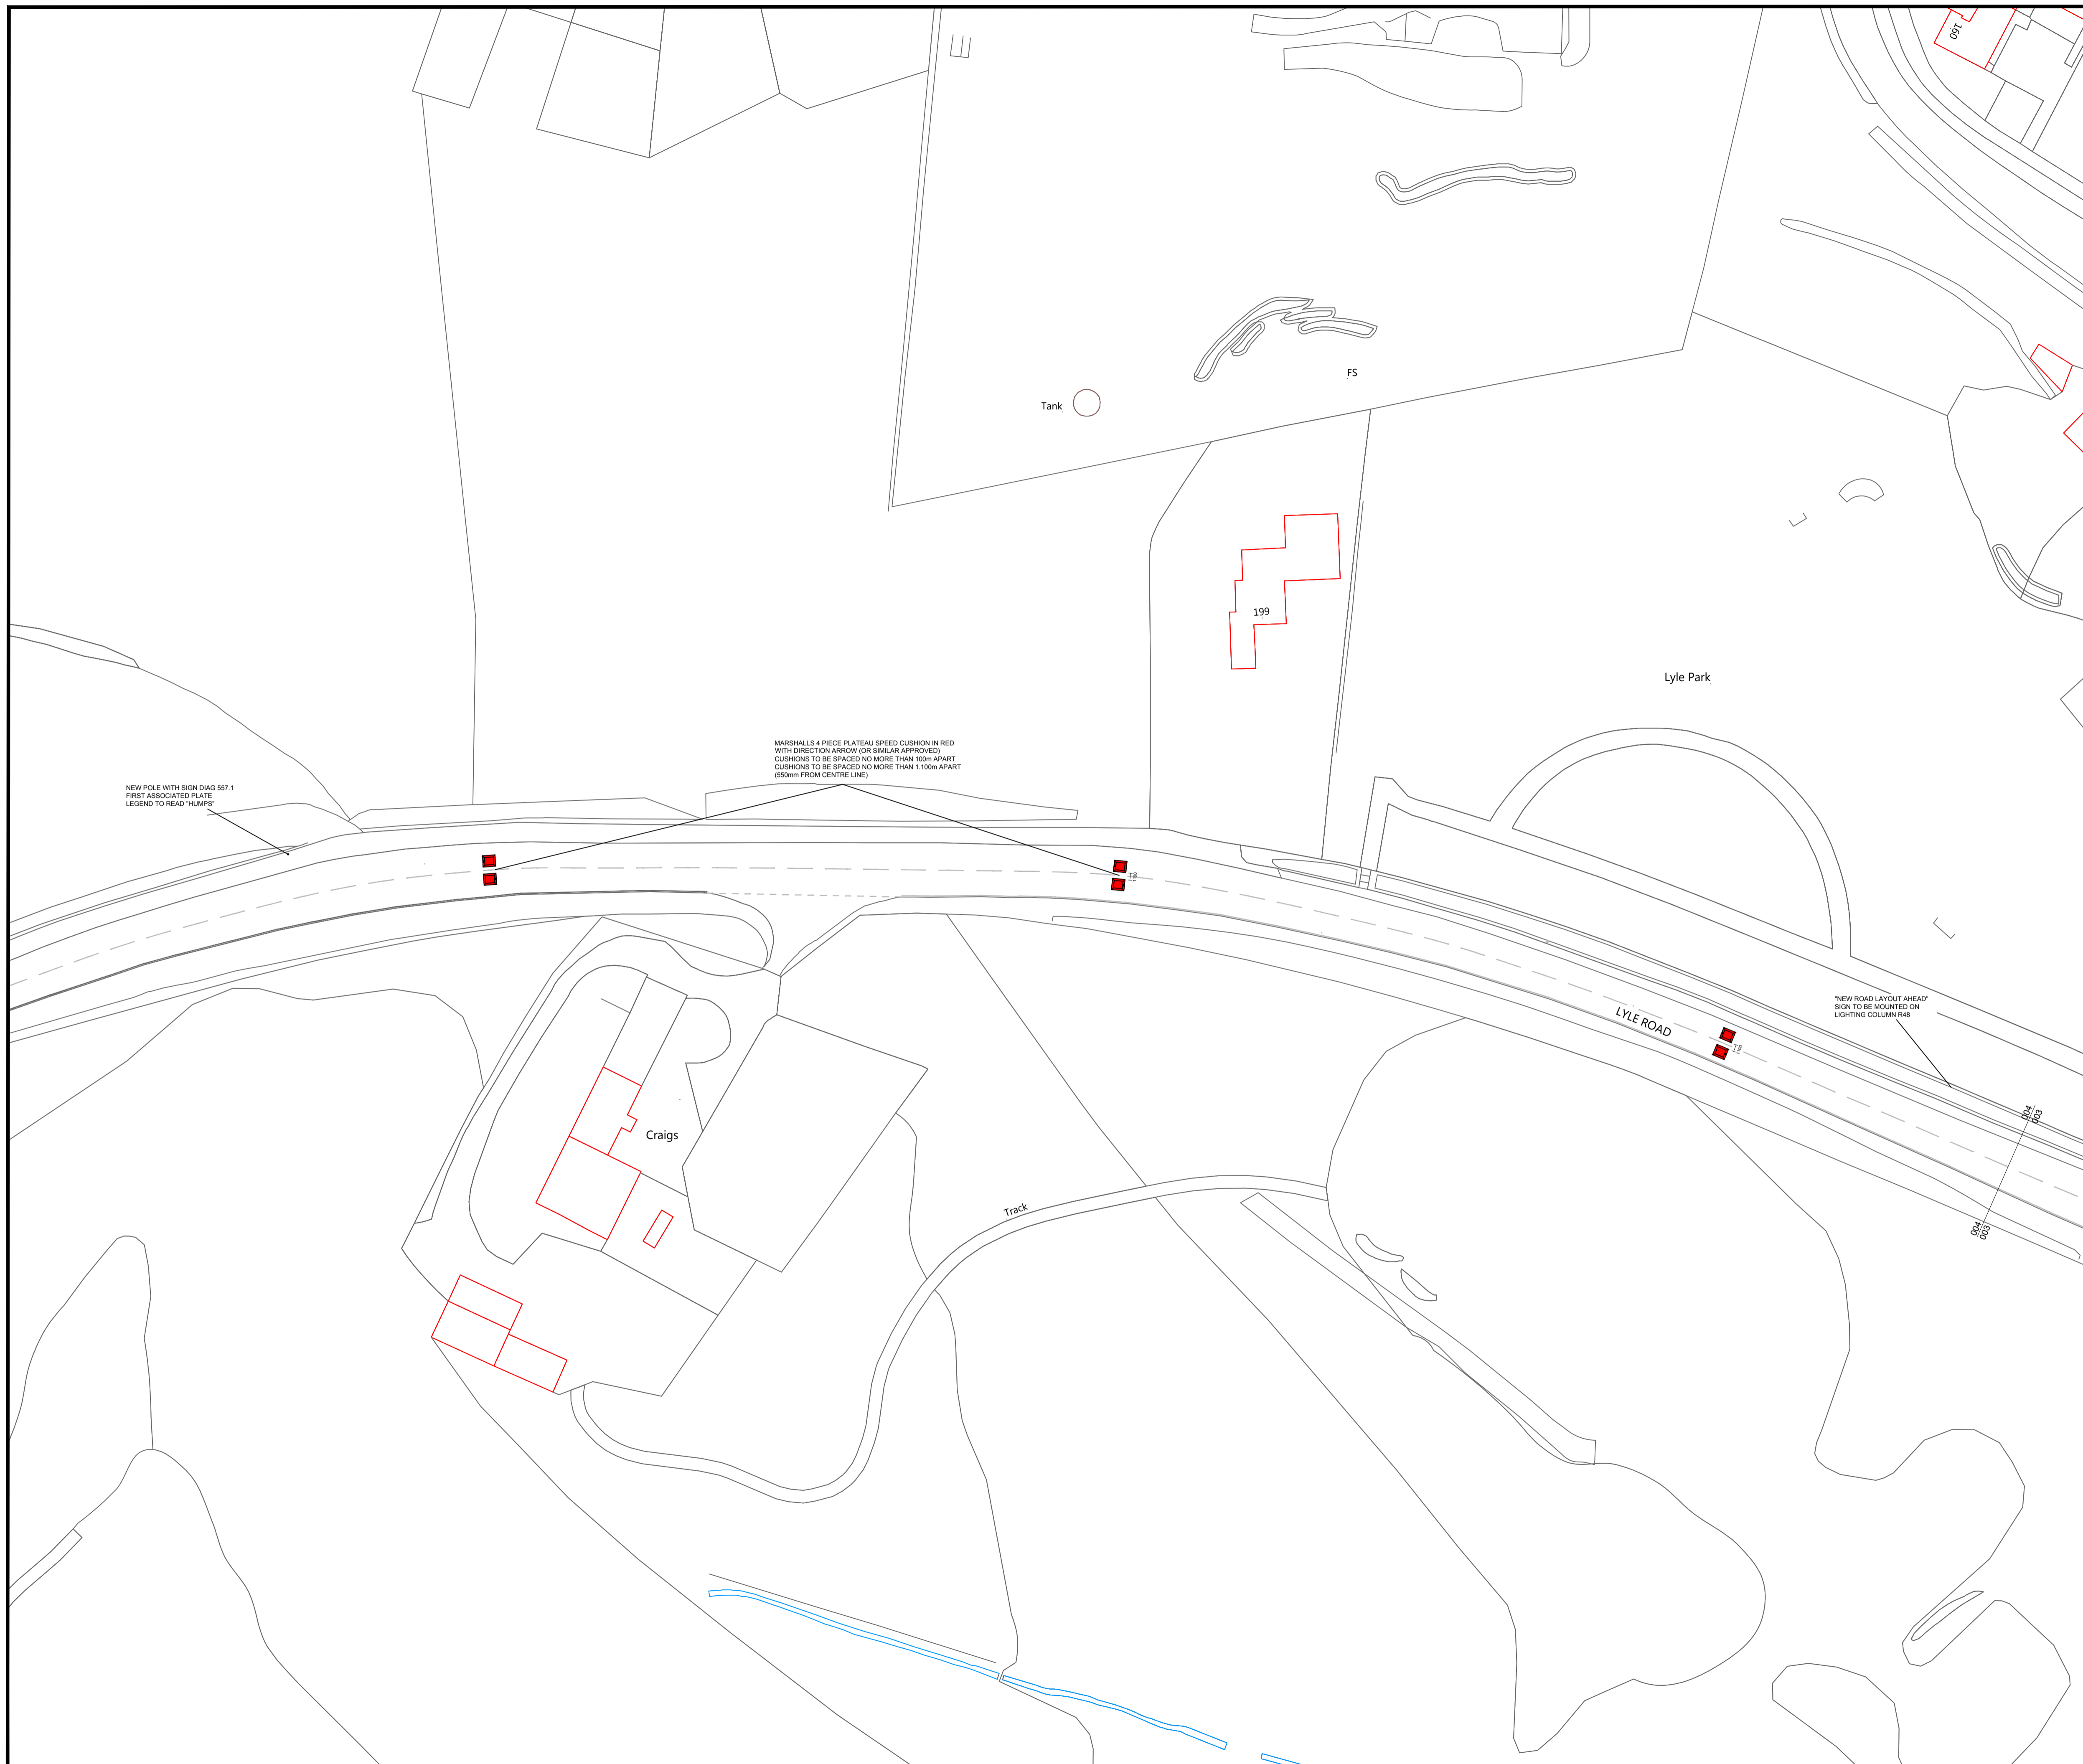 160
FS
Tank
199
Lyle Park
MARSHALLS 4 PIECE PLATEAU SPEED CUSHION IN RED
WITH DIRECTION ARROW (OR SIMILAR APPROVED)
CUSHIONS TO BE SPACED NO MORE THAN 100m APART
CUSHIONS TO BE SPACED NO MORE THAN 1.100m APART
(550mm FROM CENTRE LINE)
NEW POLE WITH SIGN DIAG 557.1
FIRST ASSOCIATED PLATE
LEGEND TO READ "HUMPS"
"NEW ROAD LAYOUT AHEAD"
SIGN TO BE MOUNTED ON
LIGHTING COLUMN R48
LYLE ROAD
004
003
Craigs
Track
004
003